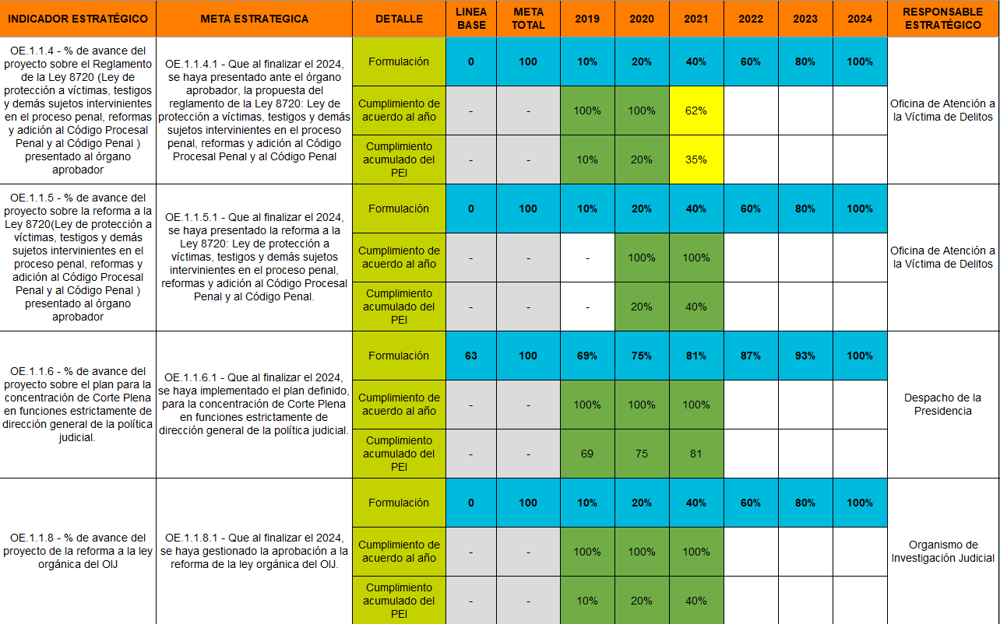 INDICADOR ESTRATÉGICO
META ESTRATEGICA
DETALLE
LINEA
BASE
META
TOTAL
2019
2020
2021
2022
2023
2024
RESPONSABLE
ESTRATÉGICO
OE.1.1.4 - % de avance del
proyecto sobre el Reglamento
de la Ley 8720 (Ley de
protección a víctimas, testigos
y demás sujetos intervinientes
en el proceso penal, reformas
y adición al Código Procesal
Penal y al Código Penal )
presentado al órgano
aprobador
OE.1.1.4.1 - Que al finalizar el 2024,
se haya presentado ante el órgano
aprobador, la propuesta del
reglamento de la Ley 8720: Ley de
protección a víctimas, testigos y demás
sujetos intervinientes en el proceso
penal, reformas y adición al Código
Procesal Penal y al Código Penal
Formulación
0
100
10%
20%
40%
60%
80%
100%
Cumplimiento de
acuerdo al año
-
-
100%
100%
62%
Cumplimiento
acumulado del
PEI
-
-
10%
20%
35%
Oficina de Atención a
la Víctima de Delitos
OE.1.1.5 - % de avance del
proyecto sobre la reforma a la
Ley 8720(Ley de protección a
víctimas, testigos y demás
sujetos intervinientes en el
proceso penal, reformas y
adición al Código Procesal
Penal y al Código Penal )
presentado al órgano
aprobador
OE.1.1.5.1 - Que al finalizar el 2024,
se haya presentado la reforma a la
Ley 8720: Ley de protección a
víctimas, testigos y demás sujetos
intervinientes en el proceso penal,
reformas y adición al Código Procesal
Penal y al Código Penal.
Formulación
0
100
10%
20%
40%
60%
80%
100%
Cumplimiento de
acuerdo al año
-
-
-
100%
100%
Cumplimiento
acumulado del
PEI
-
-
-
20%
40%
Oficina de Atención a
la Víctima de Delitos
OE.1.1.6 - % de avance del
proyecto sobre el plan para la
concentración de Corte Plena
en funciones estrictamente de
dirección general de la política
judicial.
OE.1.1.6.1 - Que al finalizar el 2024,
se haya implementado el plan definido,
para la concentración de Corte Plena
en funciones estrictamente de
dirección general de la política judicial.
Formulación
63
100
69%
75%
81%
87%
93%
100%
Cumplimiento de
acuerdo al año
-
-
100%
100%
100%
Cumplimiento
acumulado del
PEI
-
-
69
75
81
Despacho de la
Presidencia
OE.1.1.8 - % de avance del
proyecto de la reforma a la ley
orgánica del OIJ
OE.1.1.8.1 - Que al finalizar el 2024,
se haya gestionado la aprobación a la
reforma de la ley orgánica del OIJ.
Formulación
0
100
10%
20%
40%
60%
80%
100%
Cumplimiento de
acuerdo al año
-
-
100%
100%
100%
Cumplimiento
acumulado del
PEI
-
-
10%
20%
40%
Organismo de
Investigación Judicial